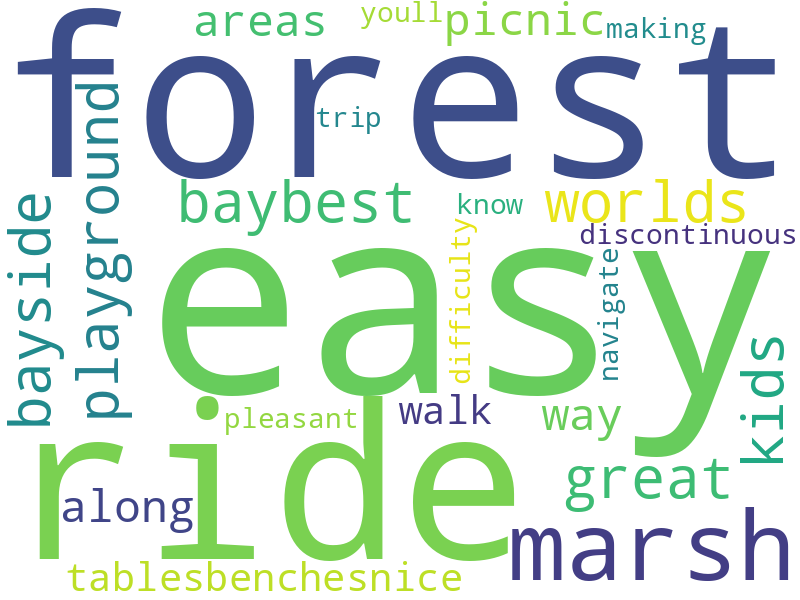 areas
youll
picnic
making
forest
trip
playground
bayside
baybest
know
worlds
discontinuous
easy
difficulty
navigate
kids
ride
pleasant
walk
way
great
along
marsh
tablesbenchesnice